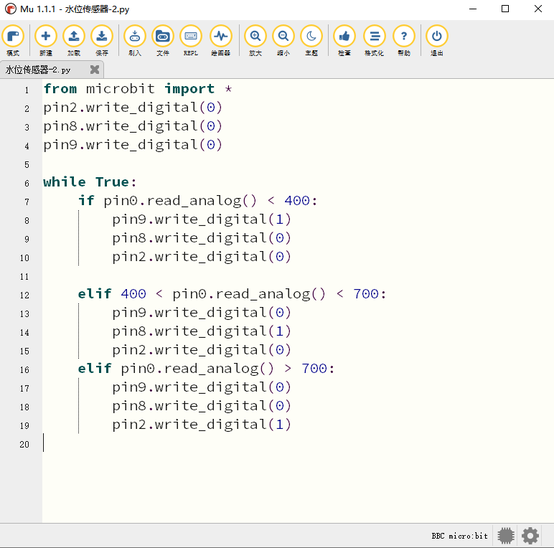 Mu 1.1.1 - 水位传感器-2.py
模式 新建 加载 保存 刷入 文件 REPL 绘图器 放大 缩小 主题 检查 格式化 帮助 退出
水位传感器-2.py
1 from microbit import *
2 pin2.write_digital(0)
3 pin8.write_digital(0)
4 pin9.write_digital(0)
5
6 while True:
7 if pin0.read_analog() < 400:
8 pin9.write_digital(1)
9 pin8.write_digital(0)
10 pin2.write_digital(0)
11
12 elif 400 < pin0.read_analog() < 700:
13 pin9.write_digital(0)
14 pin8.write_digital(1)
15 pin2.write_digital(0)
16 elif pin0.read_analog() > 700:
17 pin9.write_digital(0)
18 pin8.write_digital(0)
19 pin2.write_digital(1)
20
BBC micro:bit